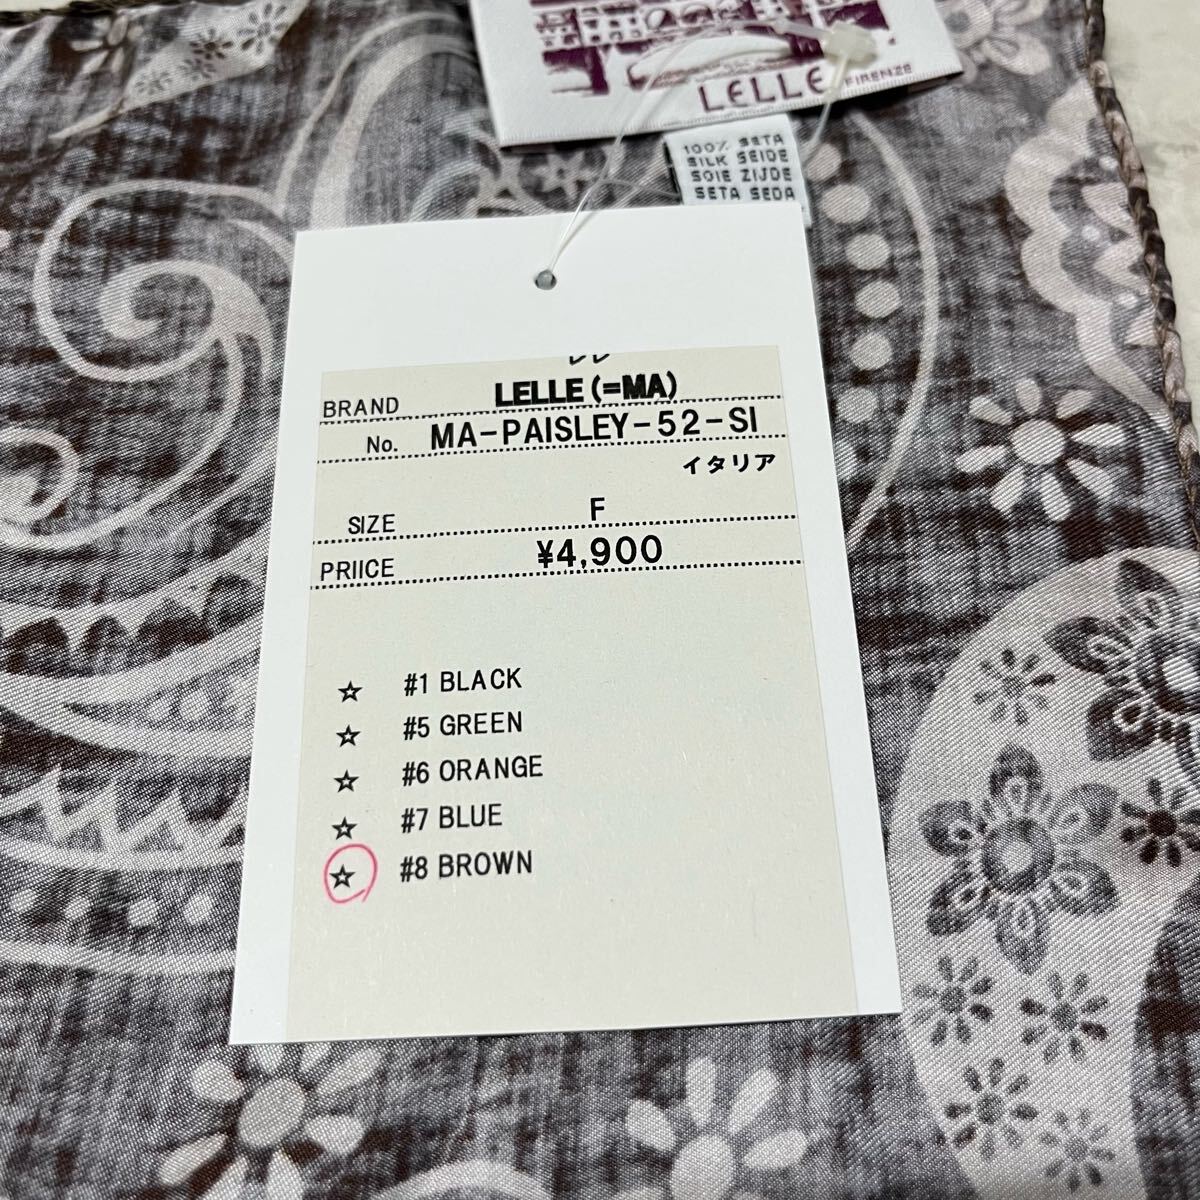 LELLE FIRENZE
100% SETA
SILK SEIDE
SOIE ZIJDE
SETA SEDA
レレ
BRAND LELLE(=MA)
No. MA-PAISLEY-52-SI
イタリア
SIZE F
PRIICE ¥4,900
☆ #1 BLACK
☆ #5 GREEN
☆ #6 ORANGE
☆ #7 BLUE
☆ #8 BROWN